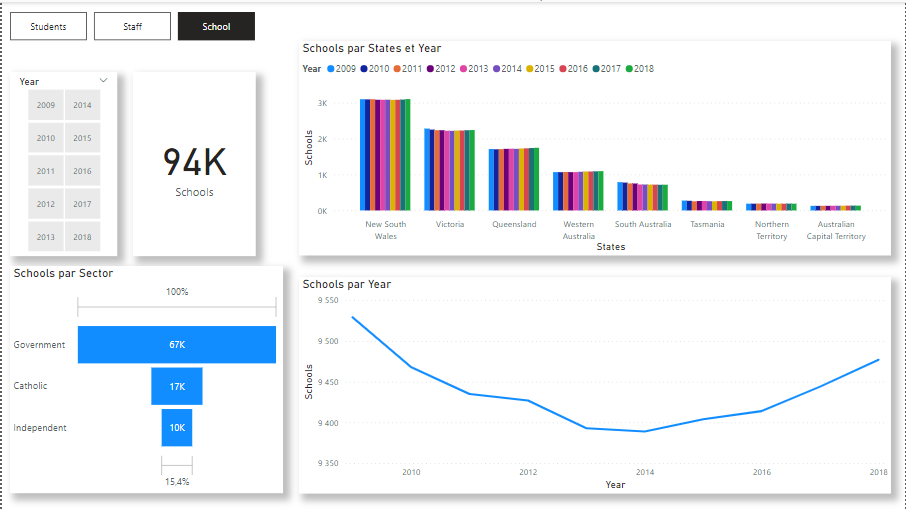 Students Staff School
Year
2009 2014
2010 2015
2011 2016
2012 2017
2013 2018
94K
Schools
Schools par States et Year
Year 2009 2010 2011 2012 2013 2014 2015 2016 2017 2018
3K
2K
1K
0K
Schools
New South
Wales
Victoria
Queensland
Western
Australia
South Australia
Tasmania
Northern
Territory
Australian
Capital Territory
States
Schools par Sector
100%
Government 67K
Catholic 17K
Independent 10K
15,4%
Schools par Year
9 550
9 500
9 450
9 400
9 350
Schools
2010 2012 2014 2016 2018
Year